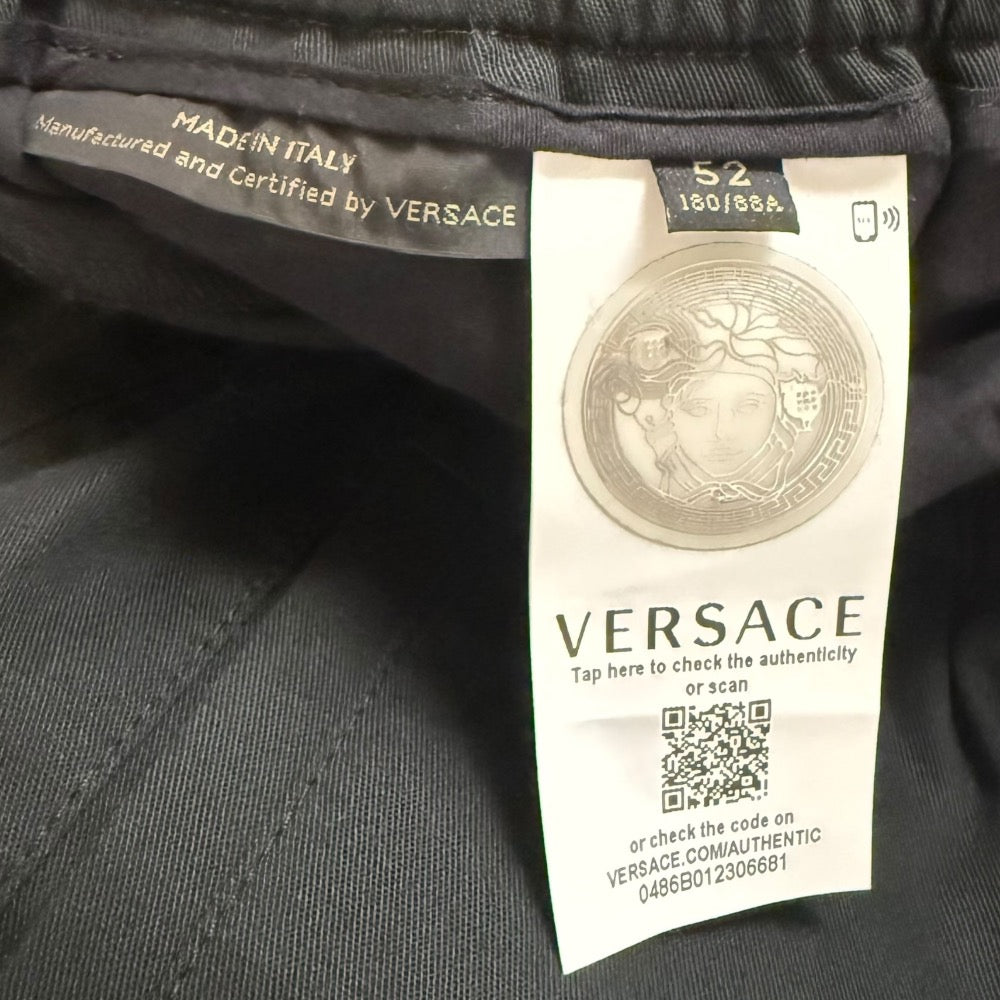 MADE IN ITALY
Manufactured and Certified by VERSACE
52
180/88A
VERSACE
Tap here to check the authenticity
or scan
or check the code on
VERSACE.COM/AUTHENTIC
0486B012306681